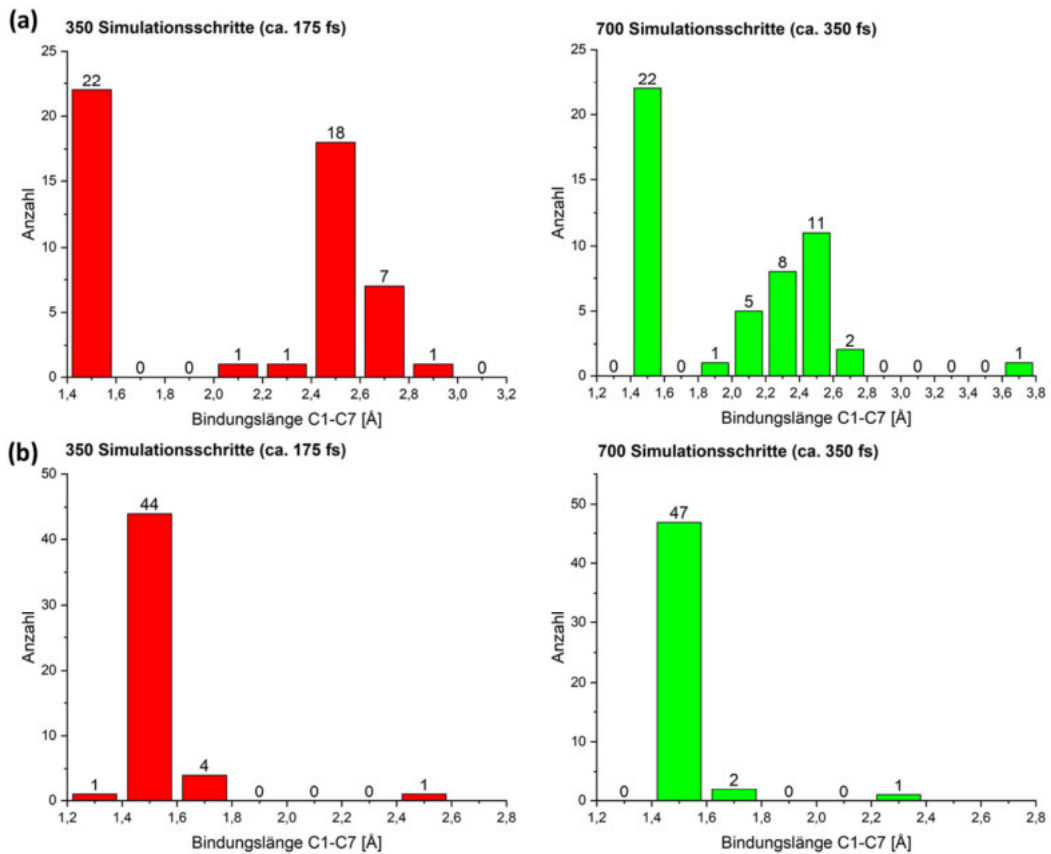 (a)
350 Simulationsschritte (ca. 175 fs)
25
20
15
10
5
0
Anzahl
22 0 0 1 1 18 7 1 0
1,4 1,6 1,8 2,0 2,2 2,4 2,6 2,8 3,0 3,2
Bindungslänge C1-C7 [Å]
700 Simulationsschritte (ca. 350 fs)
25
20
15
10
5
0
Anzahl
0 22 0 1 5 8 11 2 0 0 0 0 1
1,2 1,4 1,6 1,8 2,0 2,2 2,4 2,6 2,8 3,0 3,2 3,4 3,6 3,8
Bindungslänge C1-C7 [Å]
(b)
350 Simulationsschritte (ca. 175 fs)
50
40
30
20
10
0
Anzahl
1 44 4 0 0 0 1
1,2 1,4 1,6 1,8 2,0 2,2 2,4 2,6 2,8
Bindungslänge C1-C7 [Å]
700 Simulationsschritte (ca. 350 fs)
50
40
30
20
10
0
Anzahl
0 47 2 0 0 1
1,2 1,4 1,6 1,8 2,0 2,2 2,4 2,6 2,8
Bindungslänge C1-C7 [Å]